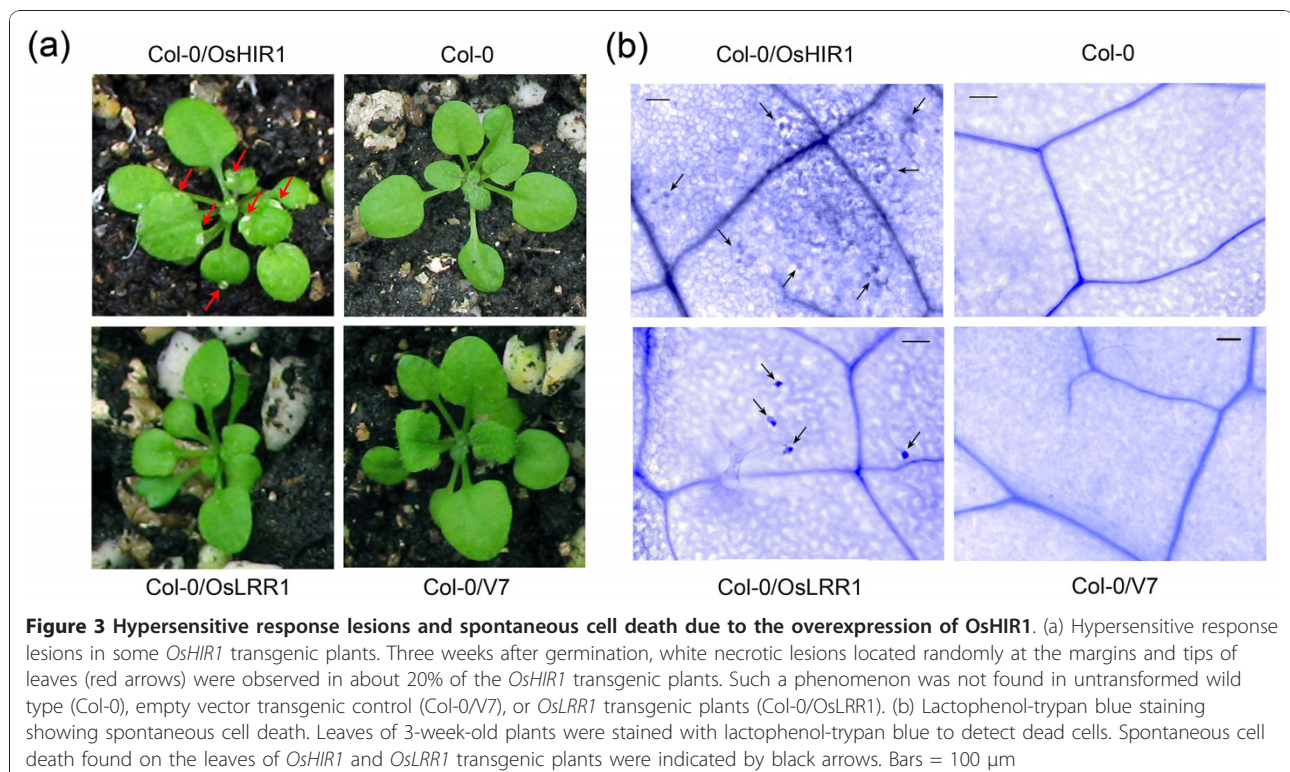 (a)
Col-0/OsHIR1 Col-0
Col-0/OsLRR1 Col-0/V7
(b)
Col-0/OsHIR1 Col-0
Col-0/OsLRR1 Col-0/V7
Figure 3 Hypersensitive response lesions and spontaneous cell death due to the overexpression of OsHIR1. (a) Hypersensitive response
lesions in some OsHIR1 transgenic plants. Three weeks after germination, white necrotic lesions located randomly at the margins and tips of
leaves (red arrows) were observed in about 20% of the OsHIR1 transgenic plants. Such a phenomenon was not found in untransformed wild
type (Col-0), empty vector transgenic control (Col-0/V7), or OsLRR1 transgenic plants (Col-0/OsLRR1). (b) Lactophenol-trypan blue staining
showing spontaneous cell death. Leaves of 3-week-old plants were stained with lactophenol-trypan blue to detect dead cells. Spontaneous cell
death found on the leaves of OsHIR1 and OsLRR1 transgenic plants were indicated by black arrows. Bars = 100 μm